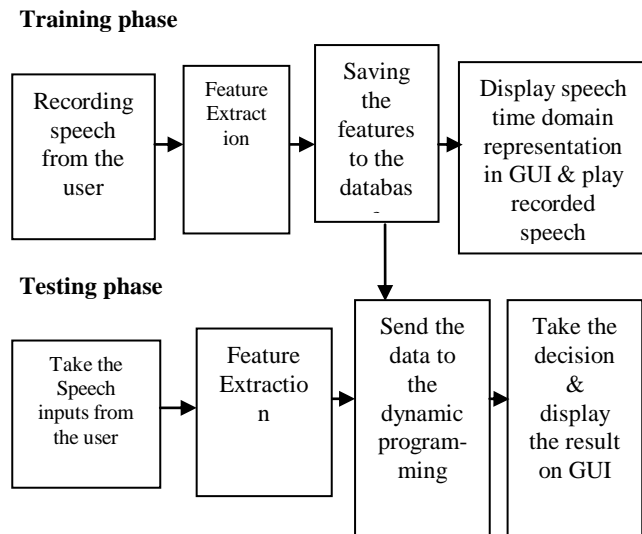 Training phase
Recording
speech
from the
user
Feature
Extract
ion
Saving
the
features
to the
databas
Display speech
time domain
representation
in GUI & play
recorded
speech
Testing phase
Take the
Speech
inputs from
the user
Feature
Extractio
n
Send the
data to
the
dynamic
program-
ming
Take the
decision
&
display
the result
on GUI